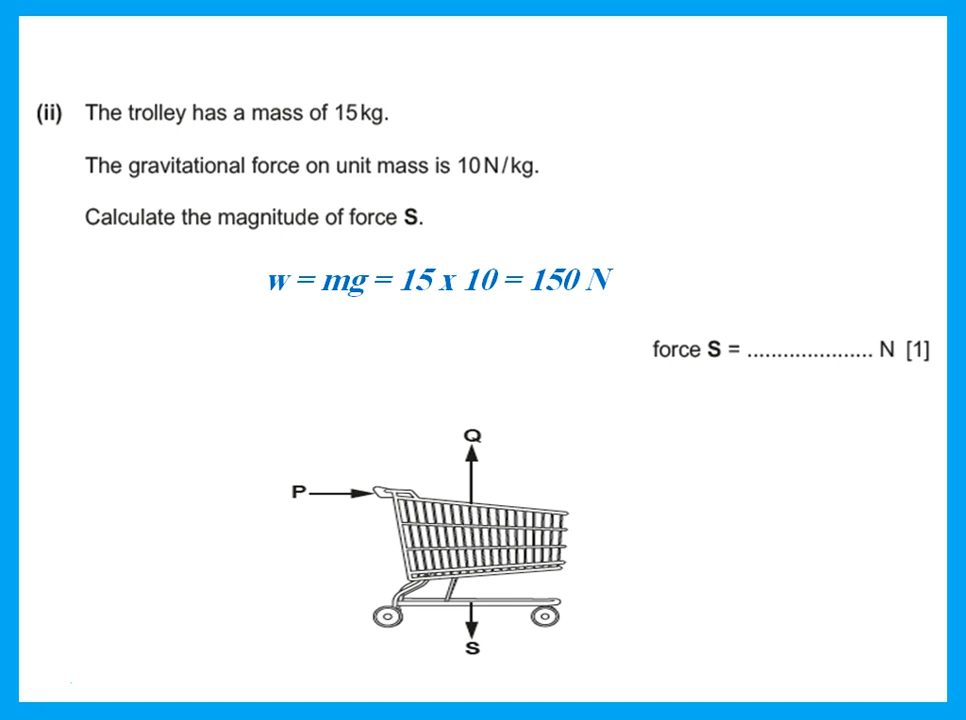 (ii) The trolley has a mass of 15 kg.
The gravitational force on unit mass is 10 N/kg.
Calculate the magnitude of force S.
w = mg = 15 x 10 = 150 N
force S = ..................... N [1]
Q
P
S